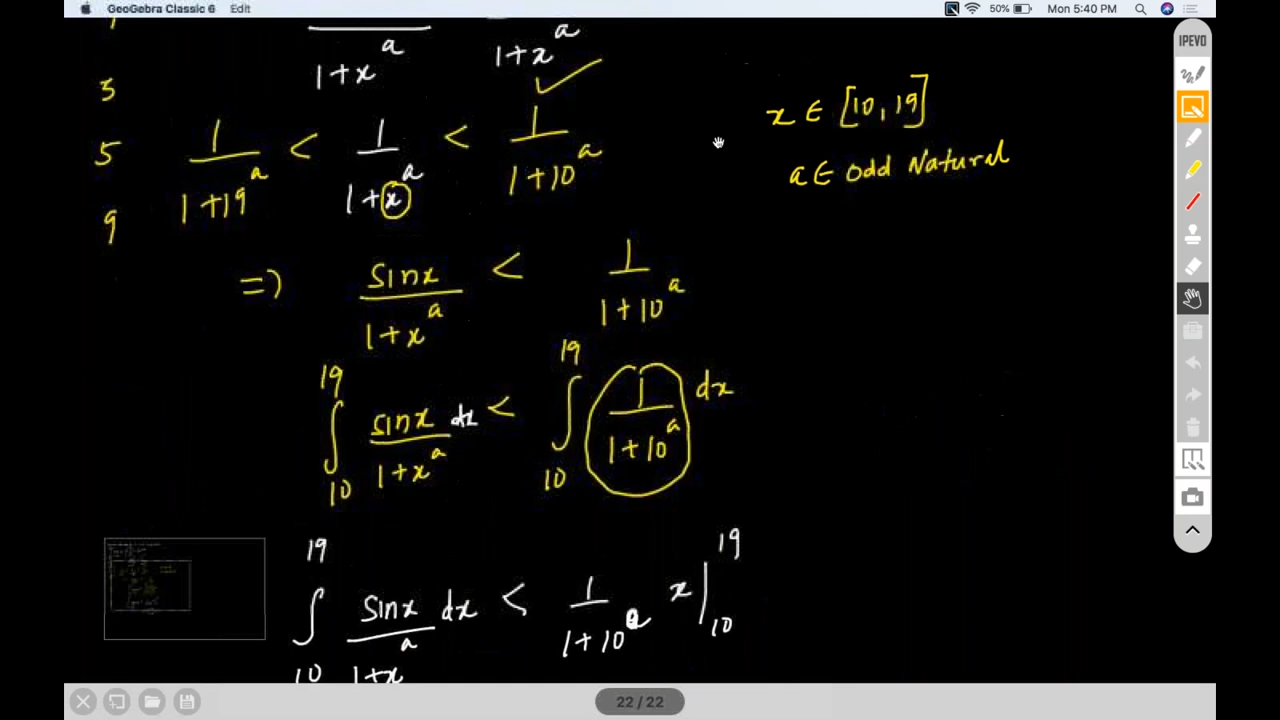 GeoGebra Classic 6 Edit 50% Mon 5:40 PM
IPEVO
1+x^a 1+x^a
x ∈ [10, 19]
a ∈ Odd Natural
5
9
1/(1+19^a) < 1/(1+x^a) < 1/(1+10^a)
=> sinx/(1+x^a) < 1/(1+10^a)
∫_10^19 sinx/(1+x^a) dx < ∫_10^19 1/(1+10^a) dx
∫_10^19 sinx/(1+x^a) dx < 1/(1+10^a) x|_10^19
22 / 22